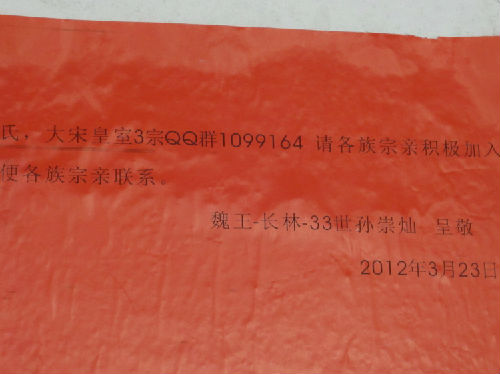 氏，大宋皇室3宗QQ群1099164 请各族宗亲积极加入
便各族宗亲联系。
魏工-长林-33世孙崇灿 呈敬
2012年3月23日